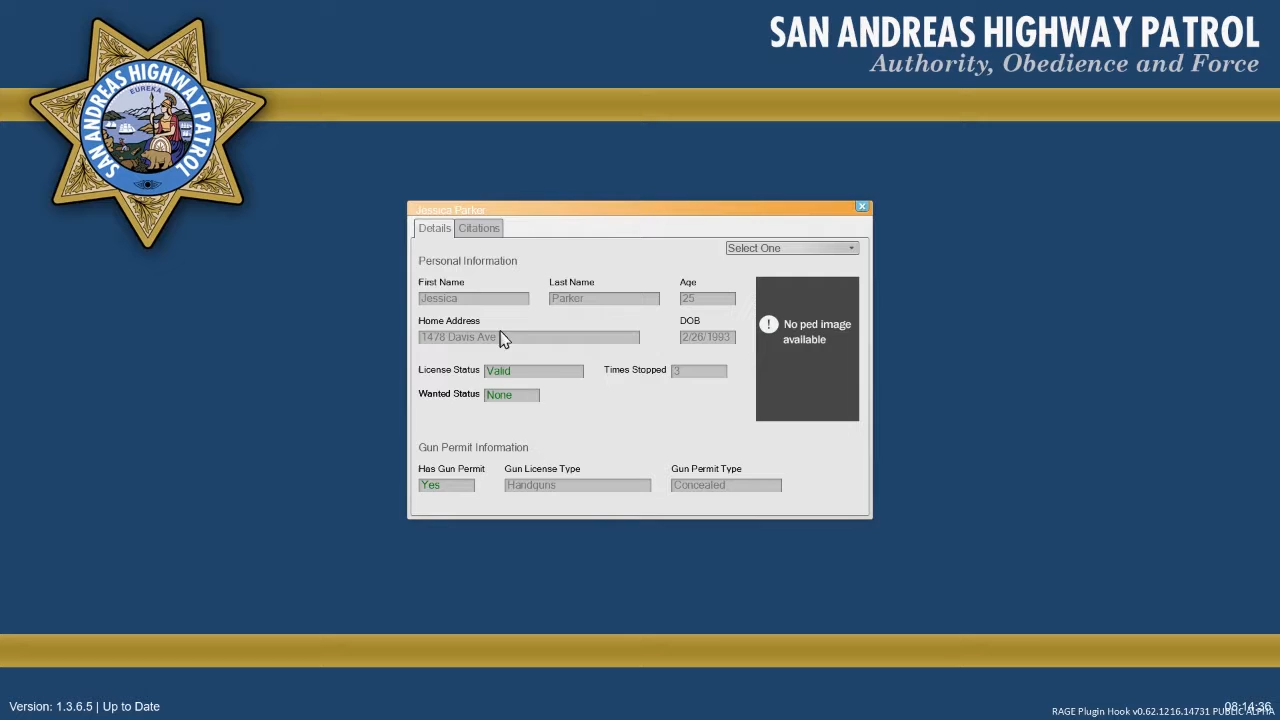 SAN ANDREAS HIGHWAY PATROL
Authority, Obedience and Force
SAN ANDREAS HIGHWAY PATROL
EUREKA
Jessica Parker
Details Citations
Select One
Personal Information
First Name Last Name Age
Jessica Parker 25
Home Address DOB
1478 Davis Ave 2/26/1993
! No ped image
available
License Status Valid Times Stopped 3
Wanted Status None
Gun Permit Information
Has Gun Permit Gun License Type Gun Permit Type
Yes Handguns Concealed
Version: 1.3.6.5 | Up to Date
08:14:36
RAGE Plugin Hook v0.62.1216.14731 PUBLIC ALPHA